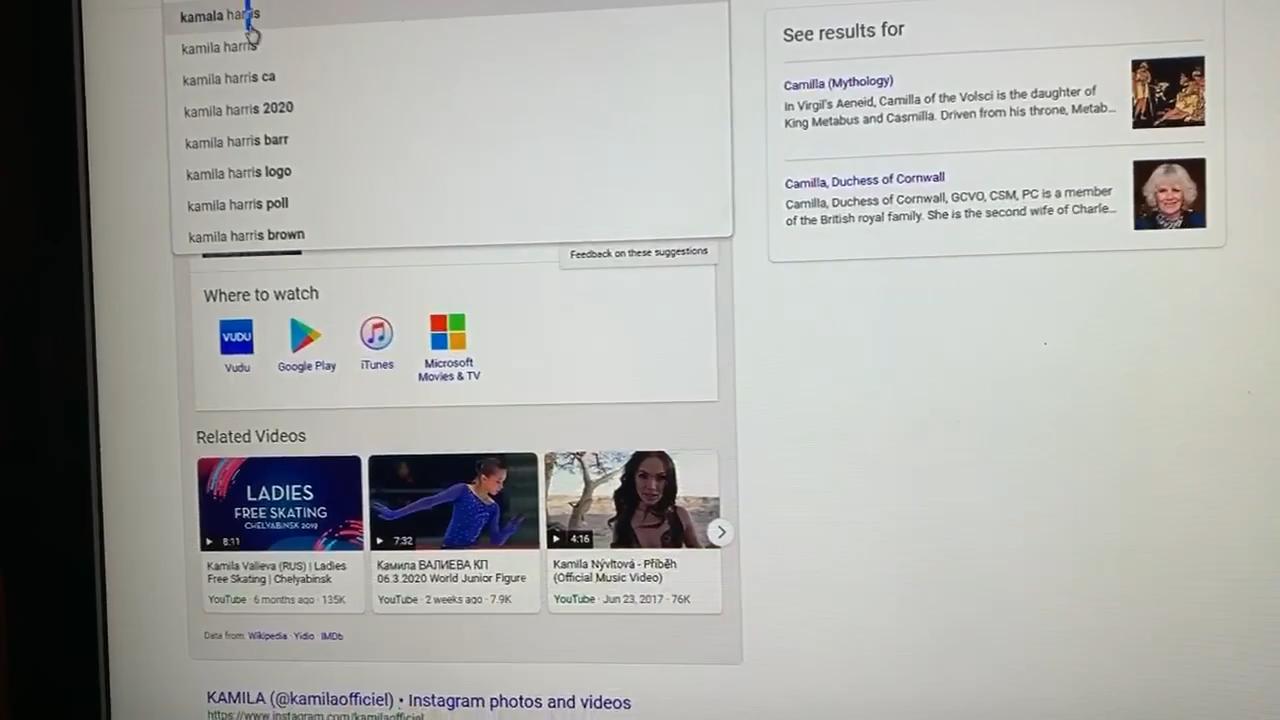 kamala harris
kamila harris
kamila harris ca
kamila harris 2020
kamila harris barr
kamila harris logo
kamila harris poll
kamila harris brown
Feedback on these suggestions
See results for
Camilla (Mythology)
In Virgil's Aeneid, Camilla of the Volsci is the daughter of
King Metabus and Casmilla. Driven from his throne, Metab...
Camilla, Duchess of Cornwall
Camilla, Duchess of Cornwall, GCVO, CSM, PC is a member
of the British royal family. She is the second wife of Charle...
Where to watch
VUDU
Vudu
Google Play
iTunes
Microsoft
Movies & TV
Related Videos
LADIES
FREE SKATING
CHELYABINSK 2019
8:11
Kamila Valieva (RUS) | Ladies
Free Skating | Chelyabinsk
YouTube · 6 months ago · 135K
7:32
Камила ВАЛИЕВА КП
06.3.2020 World Junior Figure
YouTube · 2 weeks ago · 7.9K
4:16
Kamila Nývltová - Příběh
(Official Music Video)
YouTube · Jun 23, 2017 · 76K
Data from: Wikipedia · Yidio · IMDb
KAMILA (@kamilaofficiel) • Instagram photos and videos
https://www.instagram.com/kamilaofficiel